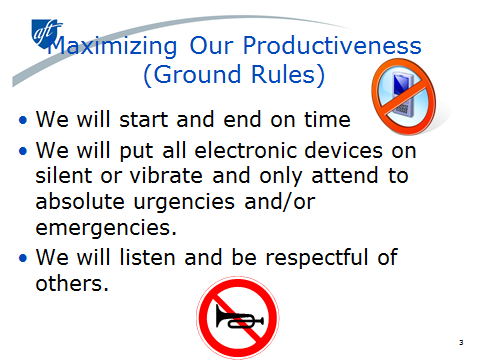 aft
Maximizing Our Productiveness
(Ground Rules)
• We will start and end on time
• We will put all electronic devices on
silent or vibrate and only attend to
absolute urgencies and/or
emergencies.
• We will listen and be respectful of
others.
3